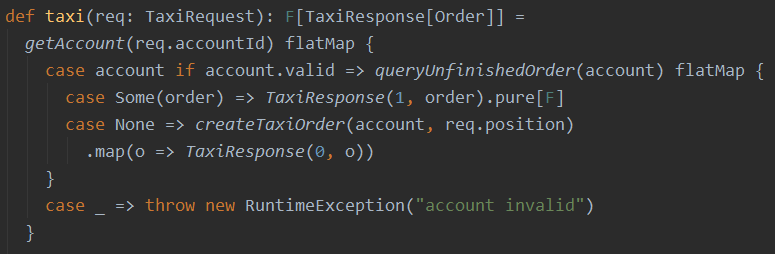 def taxi(req: TaxiRequest): F[TaxiResponse[Order]] =
  getAccount(req.accountId) flatMap {
    case account if account.valid => queryUnfinishedOrder(account) flatMap {
      case Some(order) => TaxiResponse(1, order).pure[F]
      case None => createTaxiOrder(account, req.position)
        .map(o => TaxiResponse(0, o))
    }
    case _ => throw new RuntimeException("account invalid")
  }